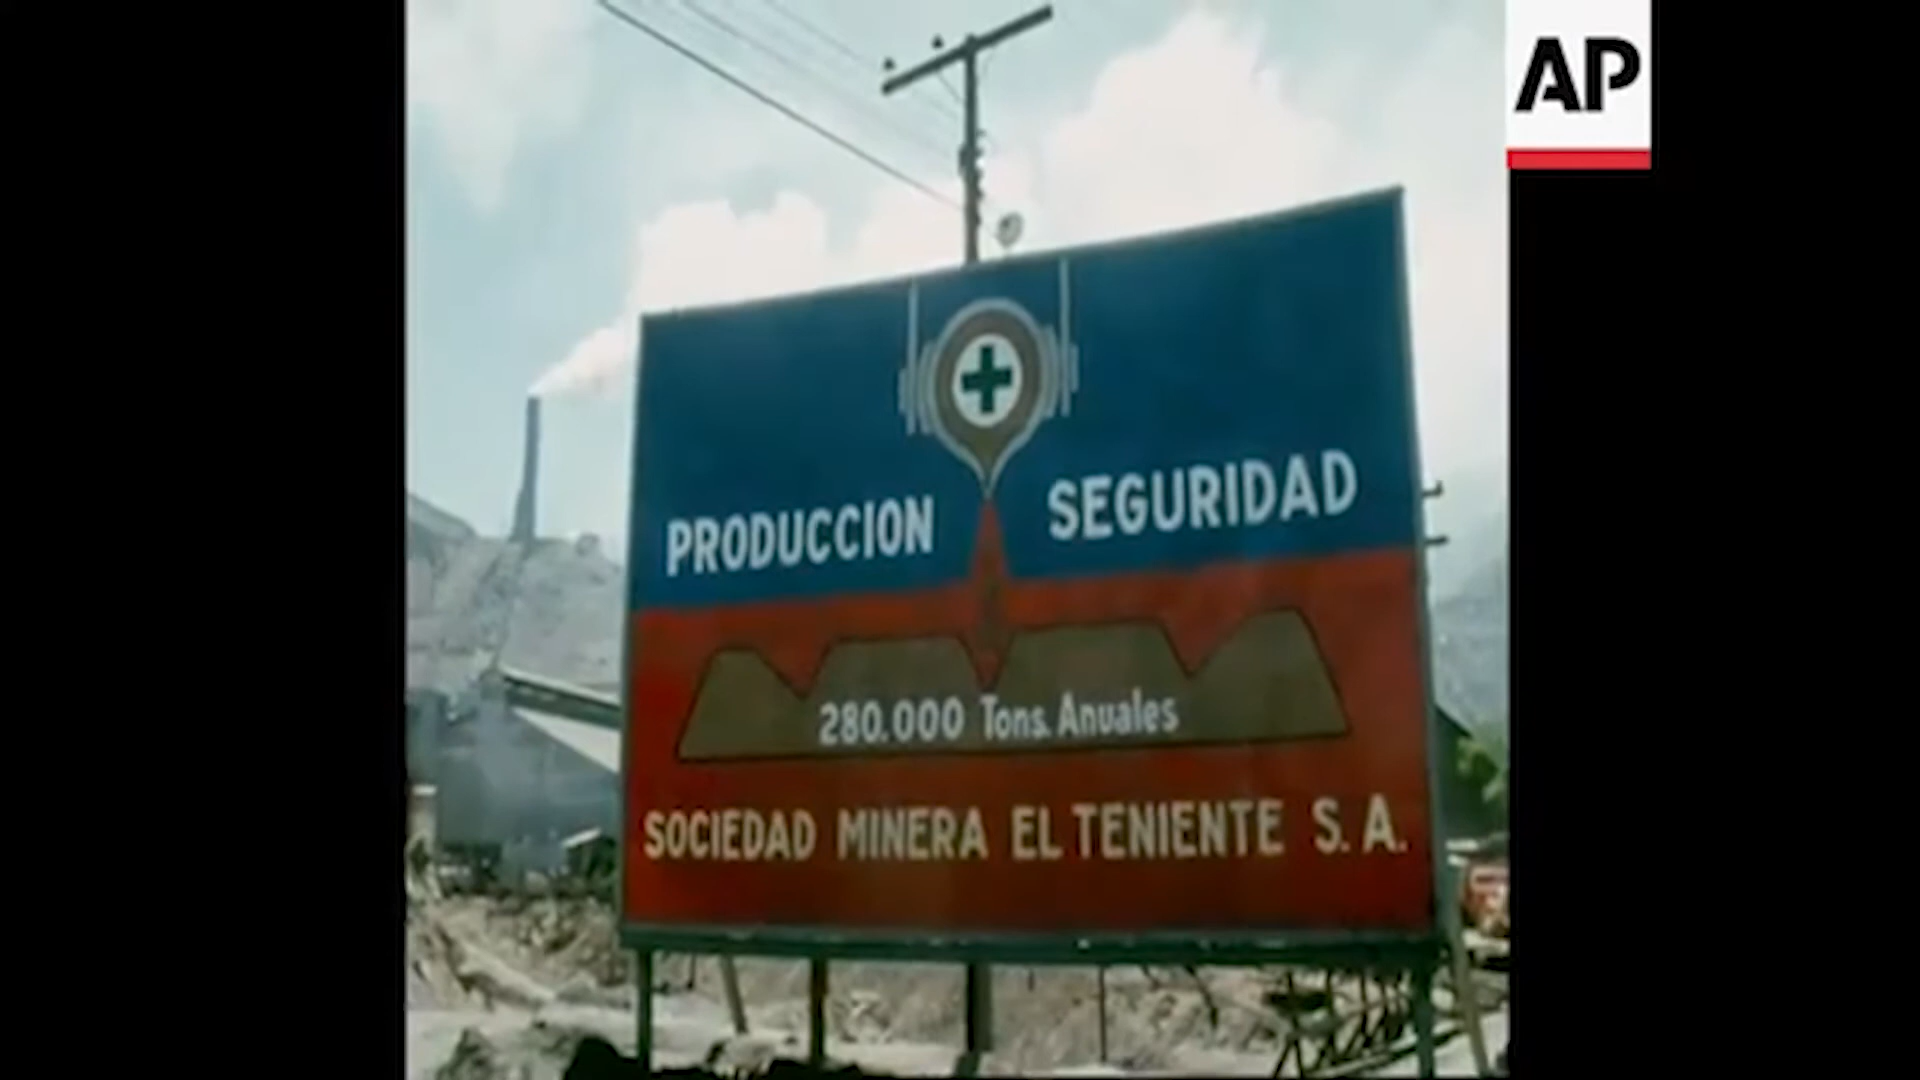 AP
PRODUCCION SEGURIDAD
280.000 Tons. Anuales
SOCIEDAD MINERA EL TENIENTE S. A.